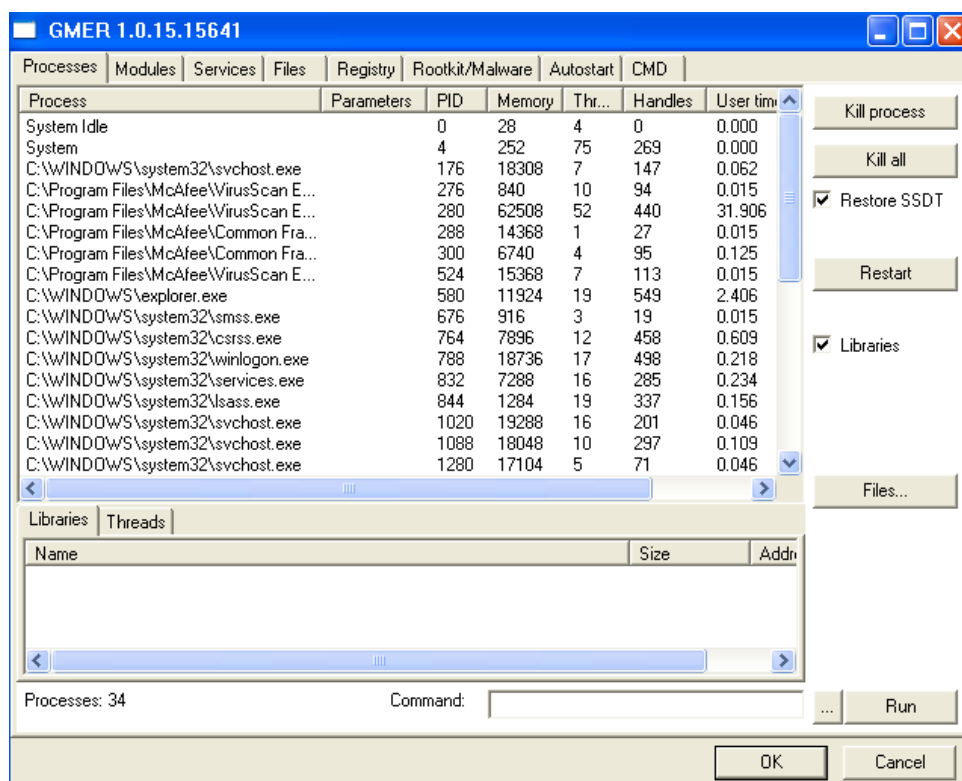 GMER 1.0.15.15641
Processes Modules Services Files Registry Rootkit/Malware Autostart CMD
Process Parameters PID Memory Thr... Handles User tim
System Idle 0 28 4 0 0.000
System 4 252 75 269 0.000
C:\WINDOWS\system32\svchost.exe 176 18308 7 147 0.062
C:\Program Files\McAfee\VirusScan E... 276 840 10 94 0.015
C:\Program Files\McAfee\VirusScan E... 280 62508 52 440 31.906
C:\Program Files\McAfee\Common Fra... 288 14368 1 27 0.015
C:\Program Files\McAfee\Common Fra... 300 6740 4 95 0.125
C:\Program Files\McAfee\VirusScan E... 524 15368 7 113 0.015
C:\WINDOWS\explorer.exe 580 11924 19 549 2.406
C:\WINDOWS\system32\smss.exe 676 916 3 19 0.015
C:\WINDOWS\system32\csrss.exe 764 7896 12 458 0.609
C:\WINDOWS\system32\winlogon.exe 788 18736 17 498 0.218
C:\WINDOWS\system32\services.exe 832 7288 16 285 0.234
C:\WINDOWS\system32\lsass.exe 844 1284 19 337 0.156
C:\WINDOWS\system32\svchost.exe 1020 19288 16 201 0.046
C:\WINDOWS\system32\svchost.exe 1088 18048 10 297 0.109
C:\WINDOWS\system32\svchost.exe 1280 17104 5 71 0.046
Kill process
Kill all
Restore SSDT
Restart
Libraries
Files...
Libraries Threads
Name Size Addre
Processes: 34 Command: ... Run
OK Cancel